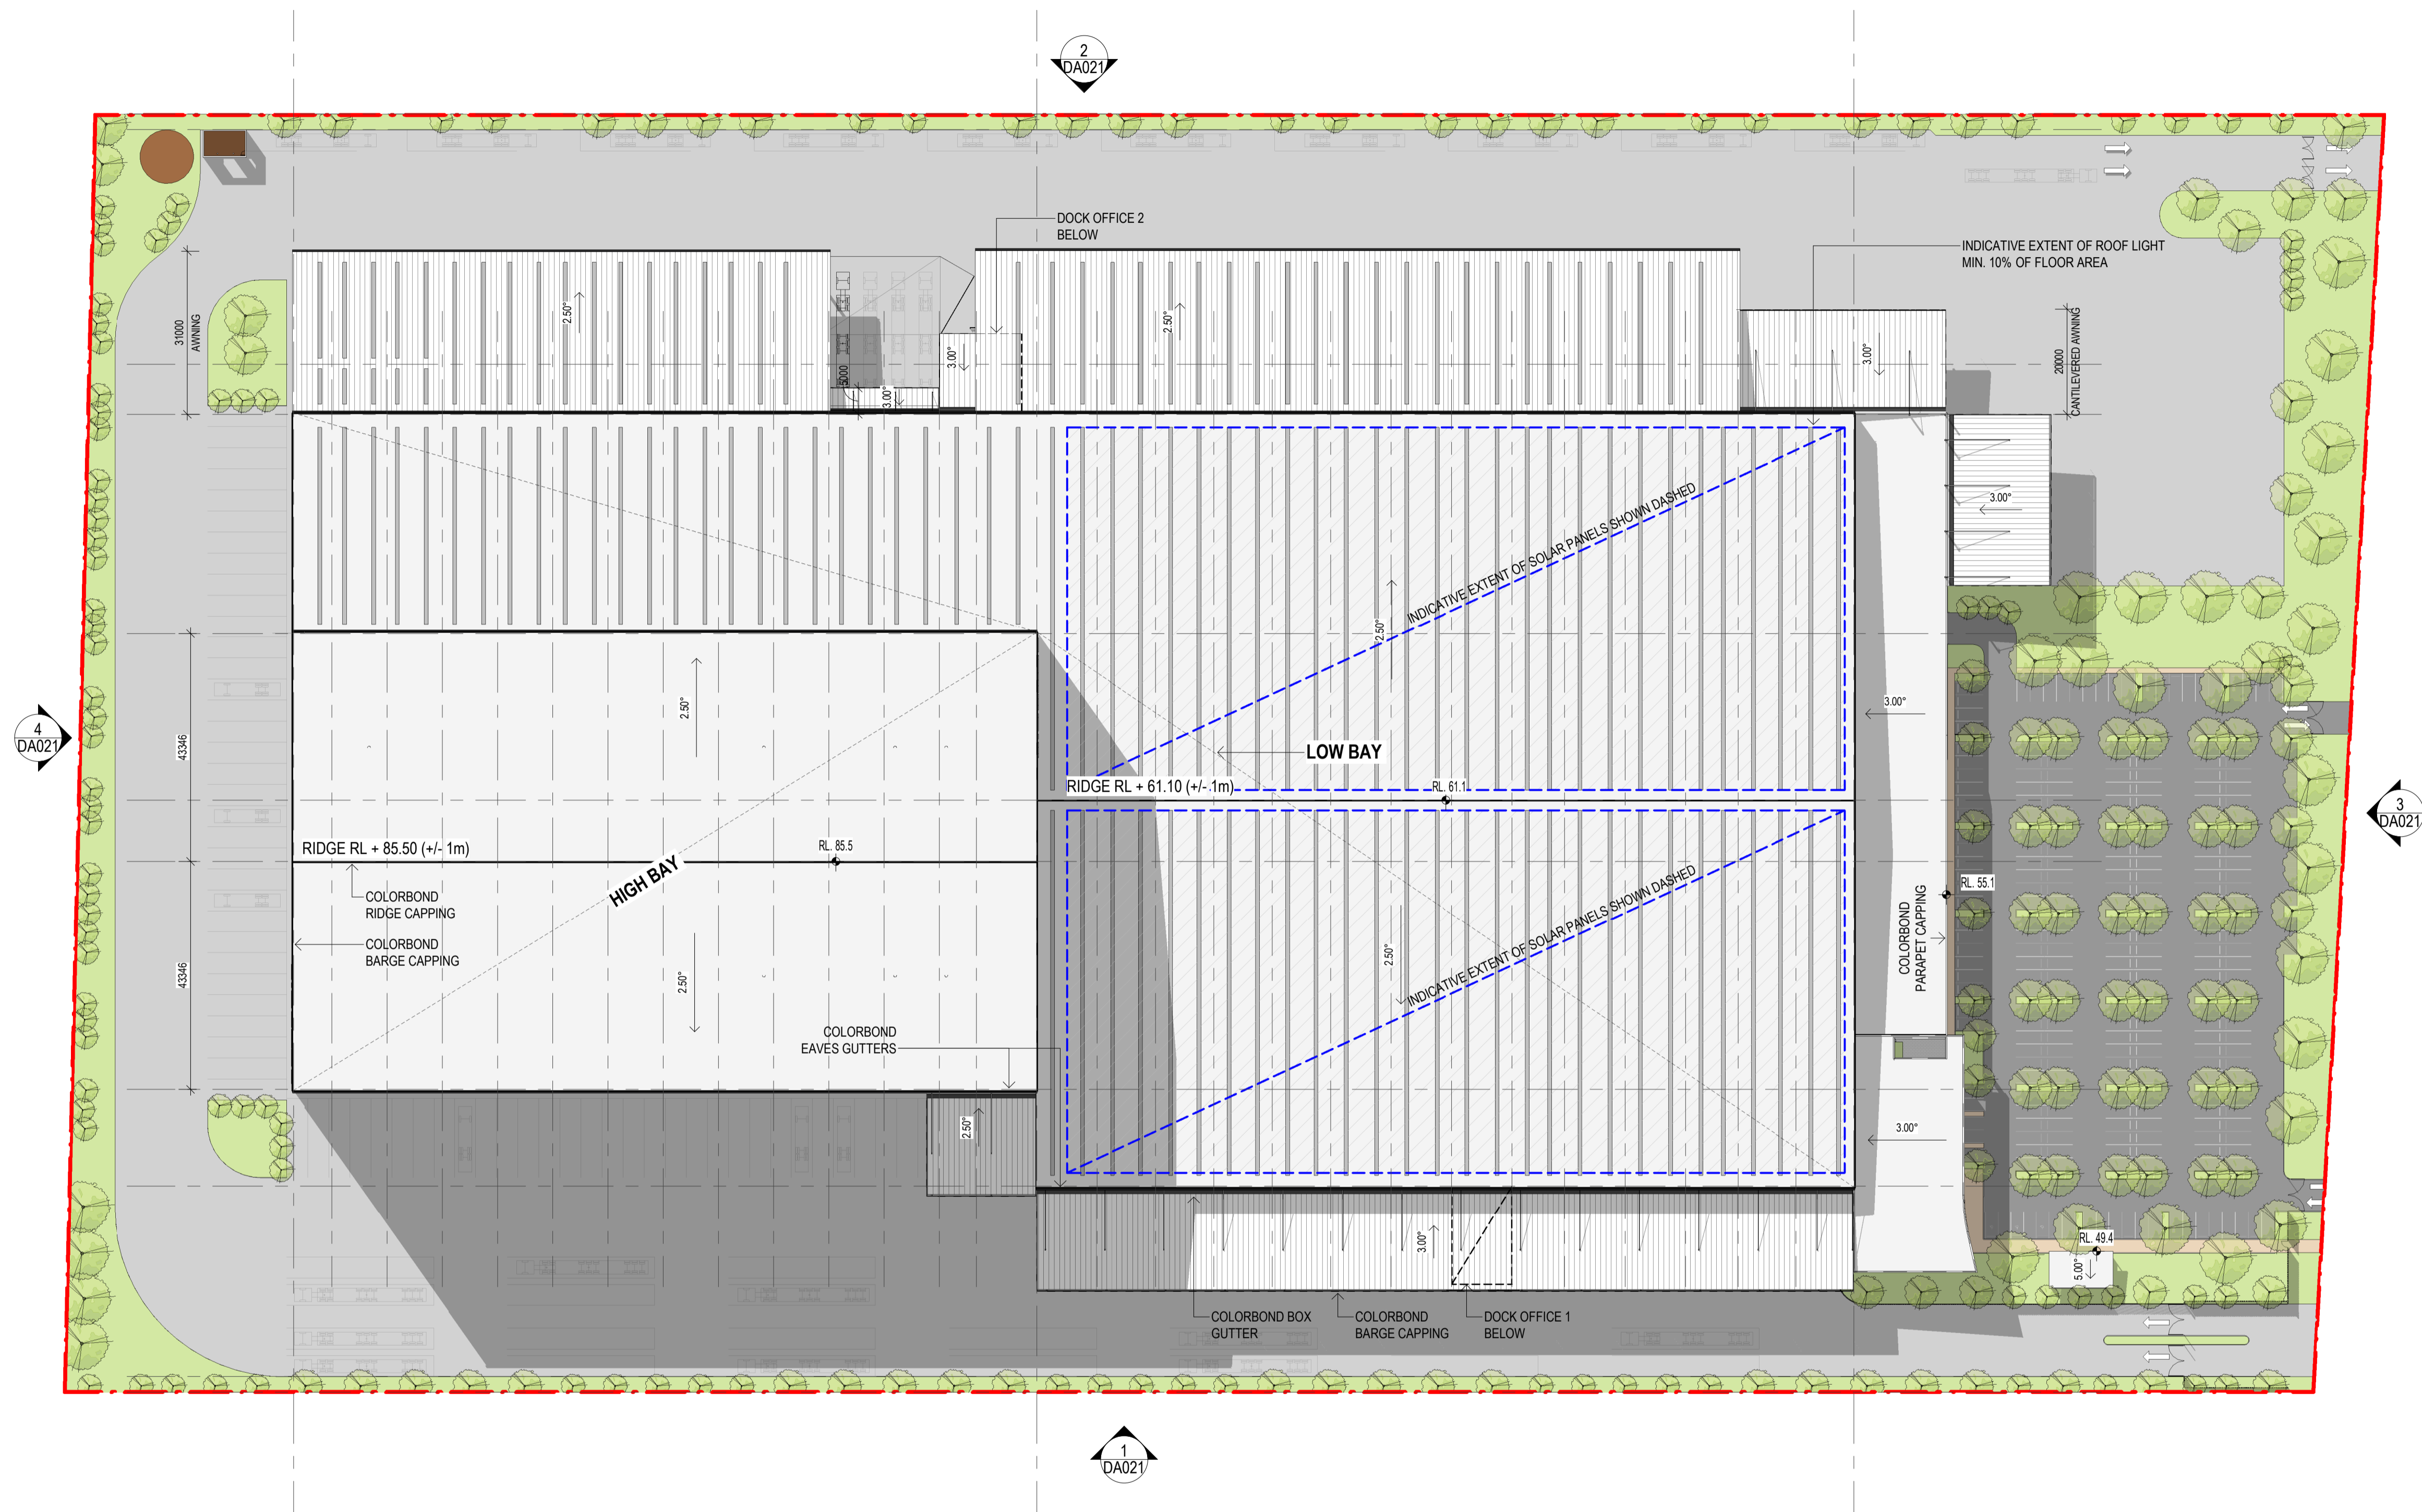 2
DA021
DOCK OFFICE 2
BELOW
INDICATIVE EXTENT OF ROOF LIGHT
MIN. 10% OF FLOOR AREA
31000
AWNING
2.50°
2.50°
3.00°
5000
3.00°
3.00°
20000
CANTILEVERED AWNING
3.00°
INDICATIVE EXTENT OF SOLAR PANELS SHOWN DASHED
2.50°
2.50°
3.00°
4
DA021
43346
LOW BAY
RIDGE RL + 61.10 (+/- 1m)
RL. 61.1
3
DA021
RIDGE RL + 85.50 (+/- 1m)
RL. 85.5
HIGH BAY
COLORBOND
RIDGE CAPPING
COLORBOND
BARGE CAPPING
43346
2.50°
2.50°
INDICATIVE EXTENT OF SOLAR PANELS SHOWN DASHED
RL. 55.1
COLORBOND
PARAPET CAPPING
COLORBOND
EAVES GUTTERS
2.50°
3.00°
3.00°
RL. 49.4
5.00°
COLORBOND BOX
GUTTER
COLORBOND
BARGE CAPPING
DOCK OFFICE 1
BELOW
1
DA021